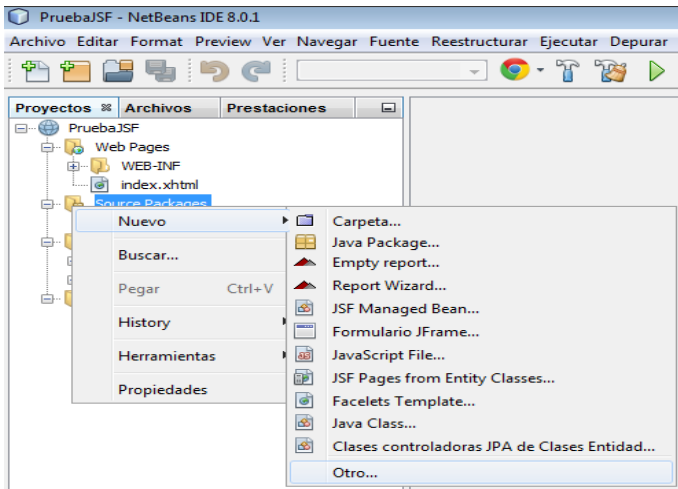 PruebaJSF - NetBeans IDE 8.0.1
Archivo Editar Format Preview Ver Navegar Fuente Reestructurar Ejecutar Depurar
Proyectos Archivos Prestaciones
PruebaJSF
Web Pages
WEB-INF
index.xhtml
Source Packages
Nuevo
Buscar...
Pegar Ctrl+V
History
Herramientas
Propiedades
Carpeta...
Java Package...
Empty report...
Report Wizard...
JSF Managed Bean...
Formulario JFrame...
JavaScript File...
JSF Pages from Entity Classes...
Facelets Template...
Java Class...
Clases controladoras JPA de Clases Entidad...
Otro...